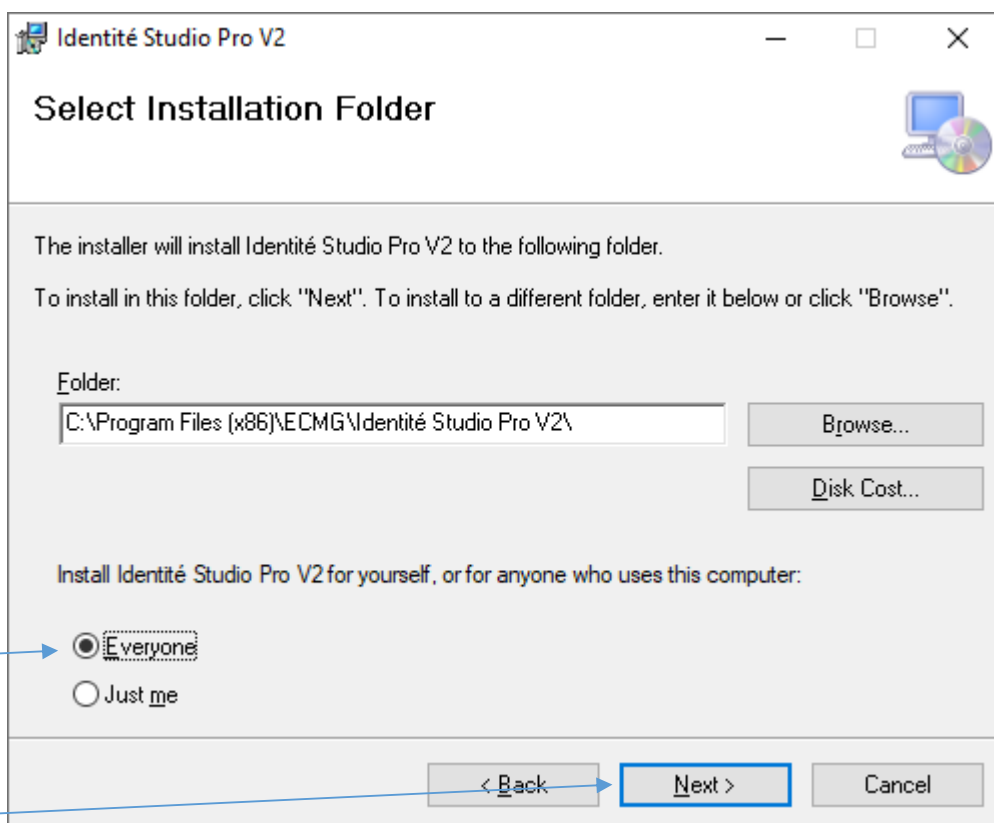 Identité Studio Pro V2
Select Installation Folder
The installer will install Identité Studio Pro V2 to the following folder.
To install in this folder, click "Next". To install to a different folder, enter it below or click "Browse".
Folder:
C:\Program Files (x86)\ECMG\Identité Studio Pro V2\
Browse...
Disk Cost...
Install Identité Studio Pro V2 for yourself, or for anyone who uses this computer:
Everyone
Just me
< Back
Next >
Cancel